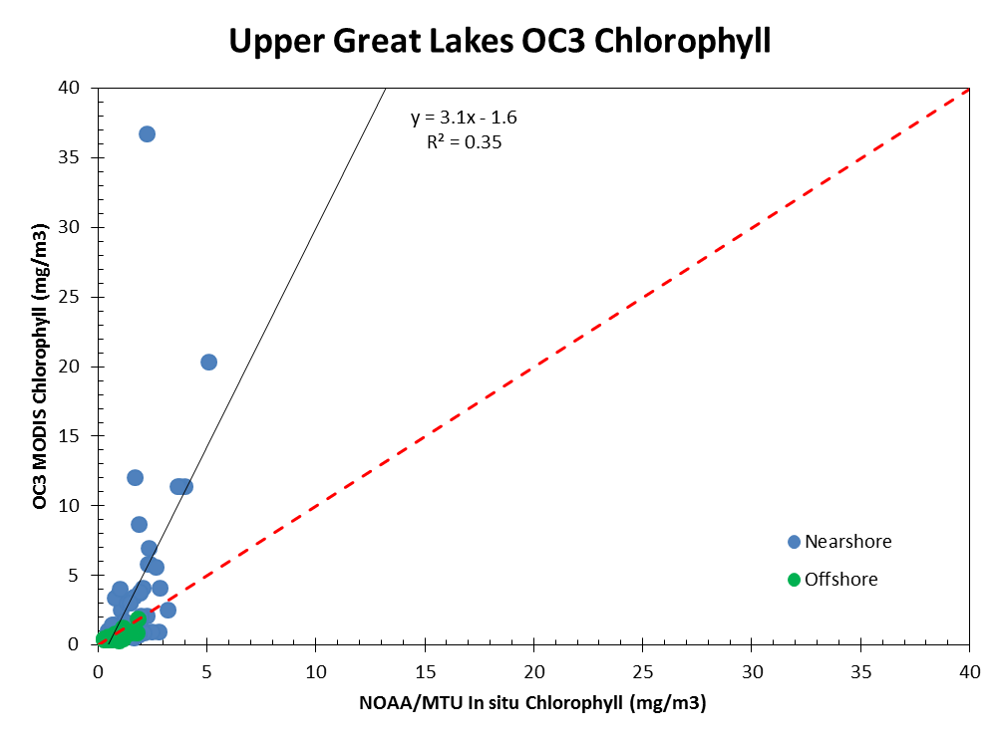 Upper Great Lakes OC3 Chlorophyll
40
35
30
25
20
15
10
5
0
OC3 MODIS Chlorophyll (mg/m3)
y = 3.1x - 1.6
R² = 0.35
Nearshore
Offshore
0 5 10 15 20 25 30 35 40
NOAA/MTU In situ Chlorophyll (mg/m3)